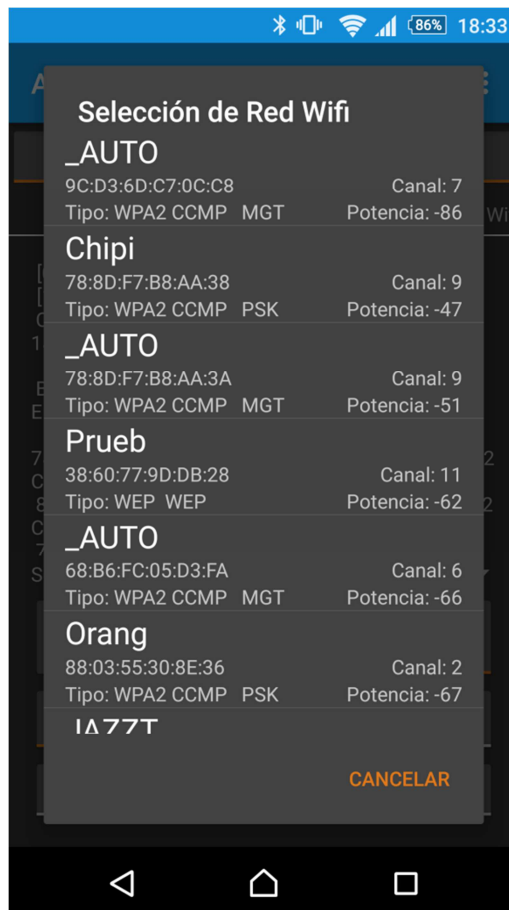 86% 18:33
A
Selección de Red Wifi
_AUTO
9C:D3:6D:C7:0C:C8 Canal: 7
Tipo: WPA2 CCMP MGT Potencia: -86
Wi
Chipi
78:8D:F7:B8:AA:38 Canal: 9
Tipo: WPA2 CCMP PSK Potencia: -47
_AUTO
78:8D:F7:B8:AA:3A Canal: 9
Tipo: WPA2 CCMP MGT Potencia: -51
Prueb
38:60:77:9D:DB:28 Canal: 11
Tipo: WEP WEP Potencia: -62
_AUTO
68:B6:FC:05:D3:FA Canal: 6
Tipo: WPA2 CCMP MGT Potencia: -66
Orang
88:03:55:30:8E:36 Canal: 2
Tipo: WPA2 CCMP PSK Potencia: -67
JAZZT
CANCELAR